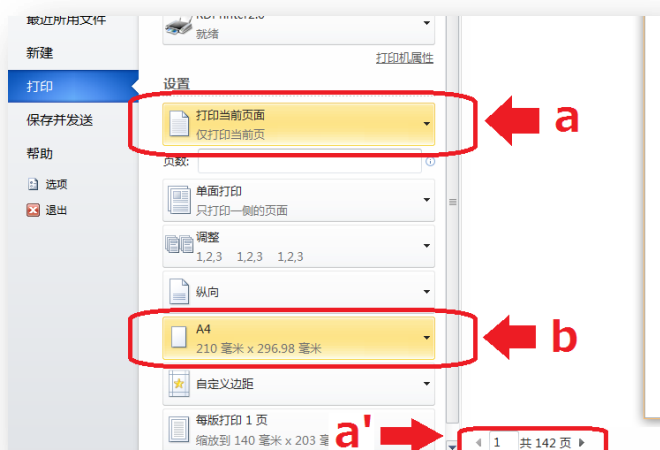 最近所用文件
新建
打印
保存并发送
帮助
选项
退出
就绪
打印机属性
设置
打印当前页面
仅打印当前页
页数:
单面打印
只打印一侧的页面
调整
1,2,3 1,2,3 1,2,3
纵向
A4
210 毫米 x 296.98 毫米
自定义边距
每版打印 1 页
缩放到 140 毫米 x 203
a
b
a'
1 共 142 页